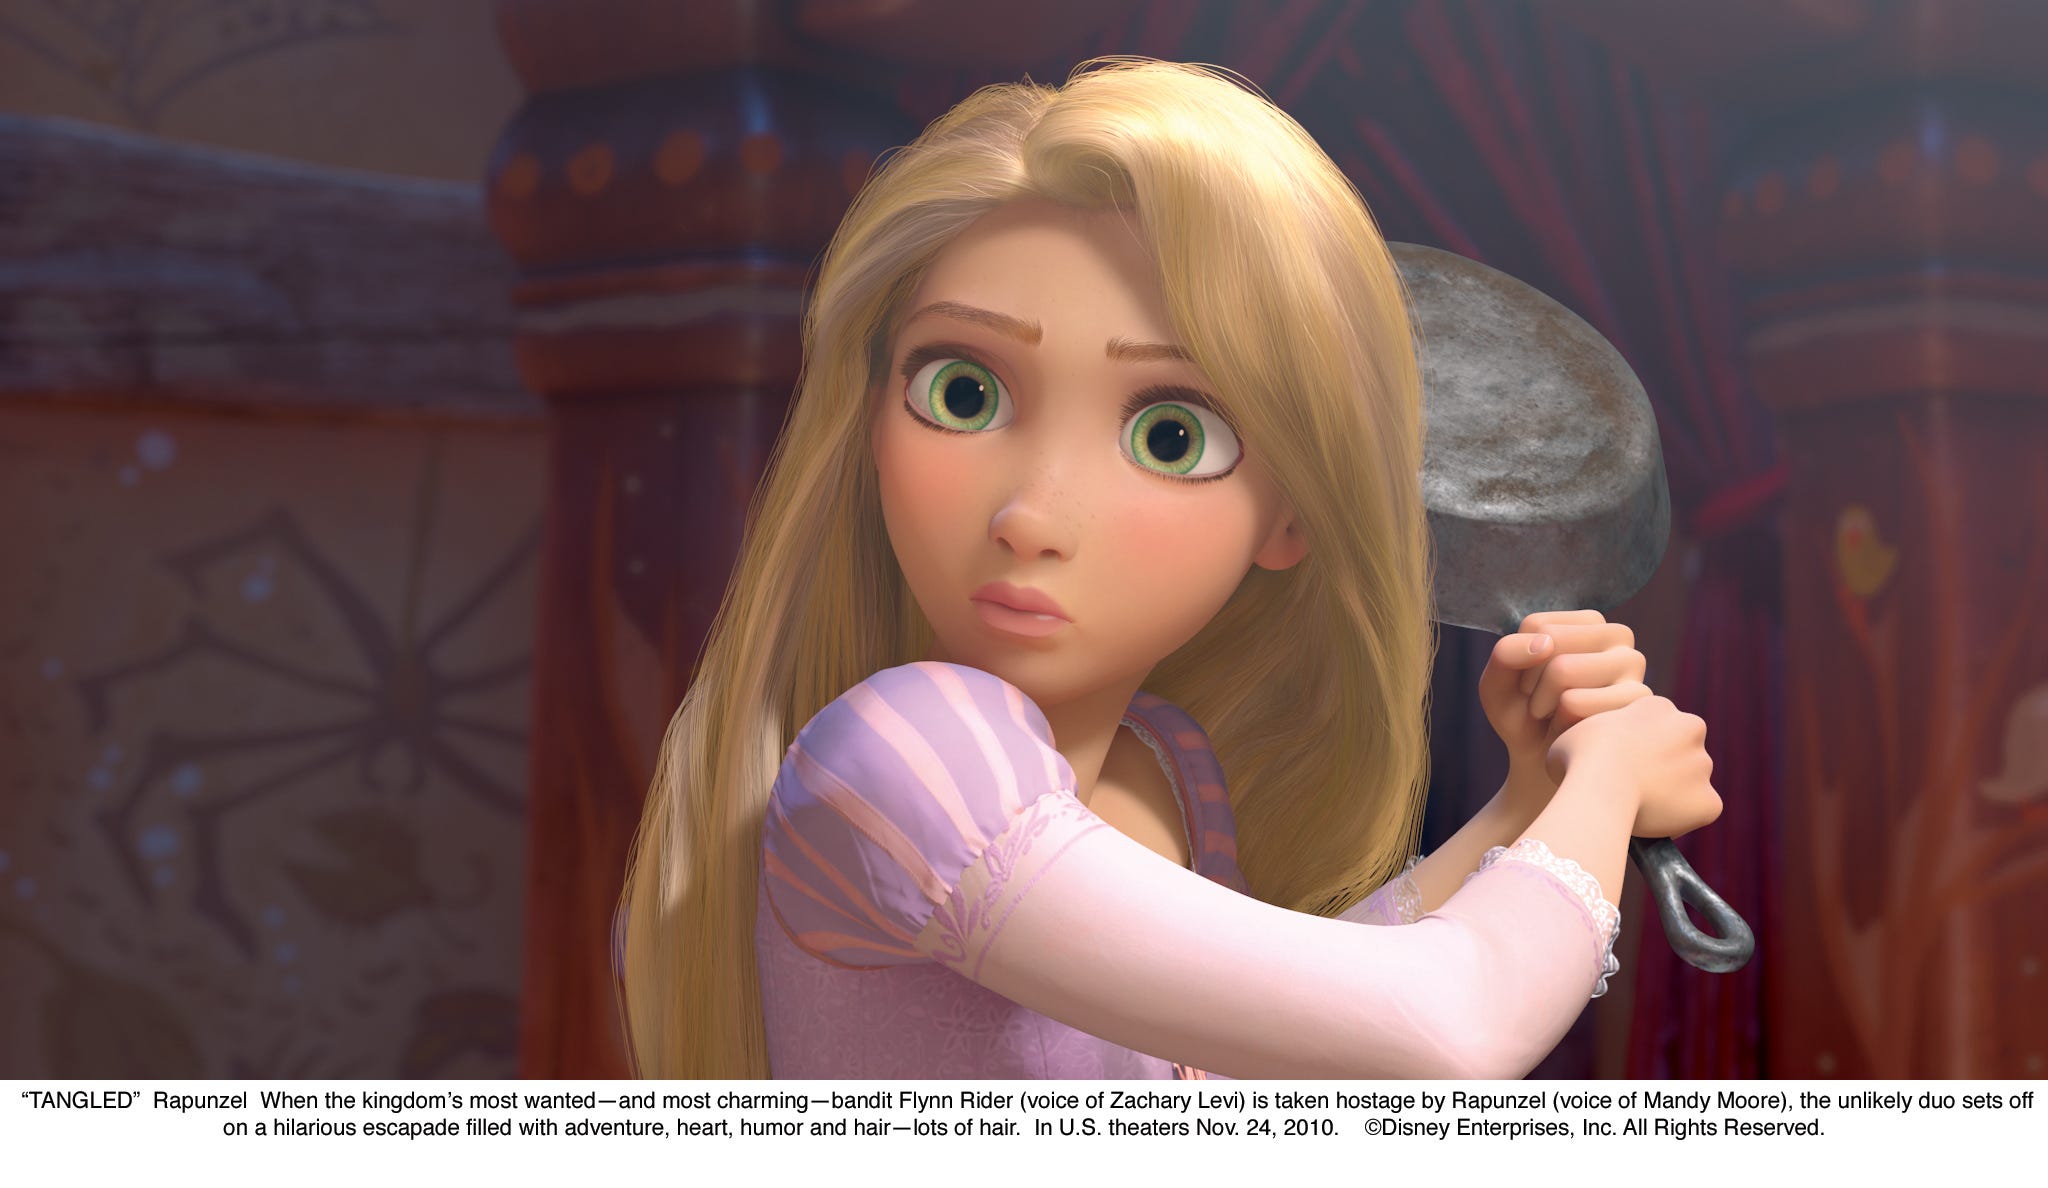 “TANGLED”  Rapunzel  When the kingdom’s most wanted—and most charming—bandit Flynn Rider (voice of Zachary Levi) is taken hostage by Rapunzel (voice of Mandy Moore), the unlikely duo sets off
on a hilarious escapade filled with adventure, heart, humor and hair—lots of hair.  In U.S. theaters Nov. 24, 2010.    ©Disney Enterprises, Inc. All Rights Reserved.